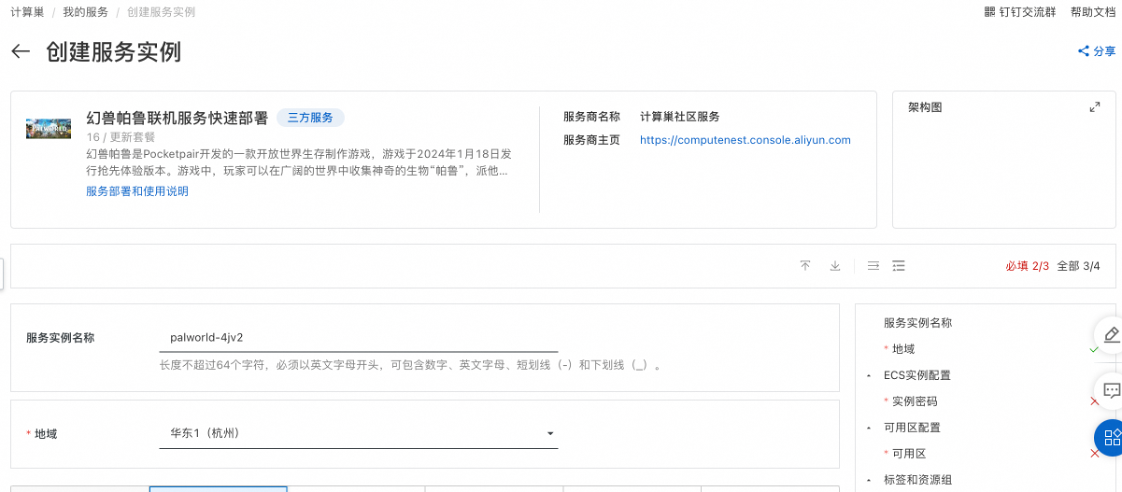 计算巢 / 我的服务 / 创建服务实例
钉钉交流群 帮助文档
← 创建服务实例
分享
PALWORLD
幻兽帕鲁联机服务快速部署 三方服务
16 / 更新套餐
幻兽帕鲁是Pocketpair开发的一款开放世界生存制作游戏，游戏于2024年1月18日发
行抢先体验版本。游戏中，玩家可以在广阔的世界中收集神奇的生物“帕鲁”，派他...
服务部署和使用说明
服务商名称 计算巢社区服务
服务商主页 https://computenest.console.aliyun.com
架构图
必填 2/3 全部 3/4
服务实例名称 palworld-4jv2
长度不超过64个字符，必须以英文字母开头，可包含数字、英文字母、短划线（-）和下划线（_）。
* 地域 华东1（杭州）
服务实例名称
* 地域
ECS实例配置
* 实例密码
可用区配置
* 可用区
标签和资源组